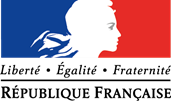 Liberté • Égalité • Fraternité
RÉPUBLIQUE FRANÇAISE